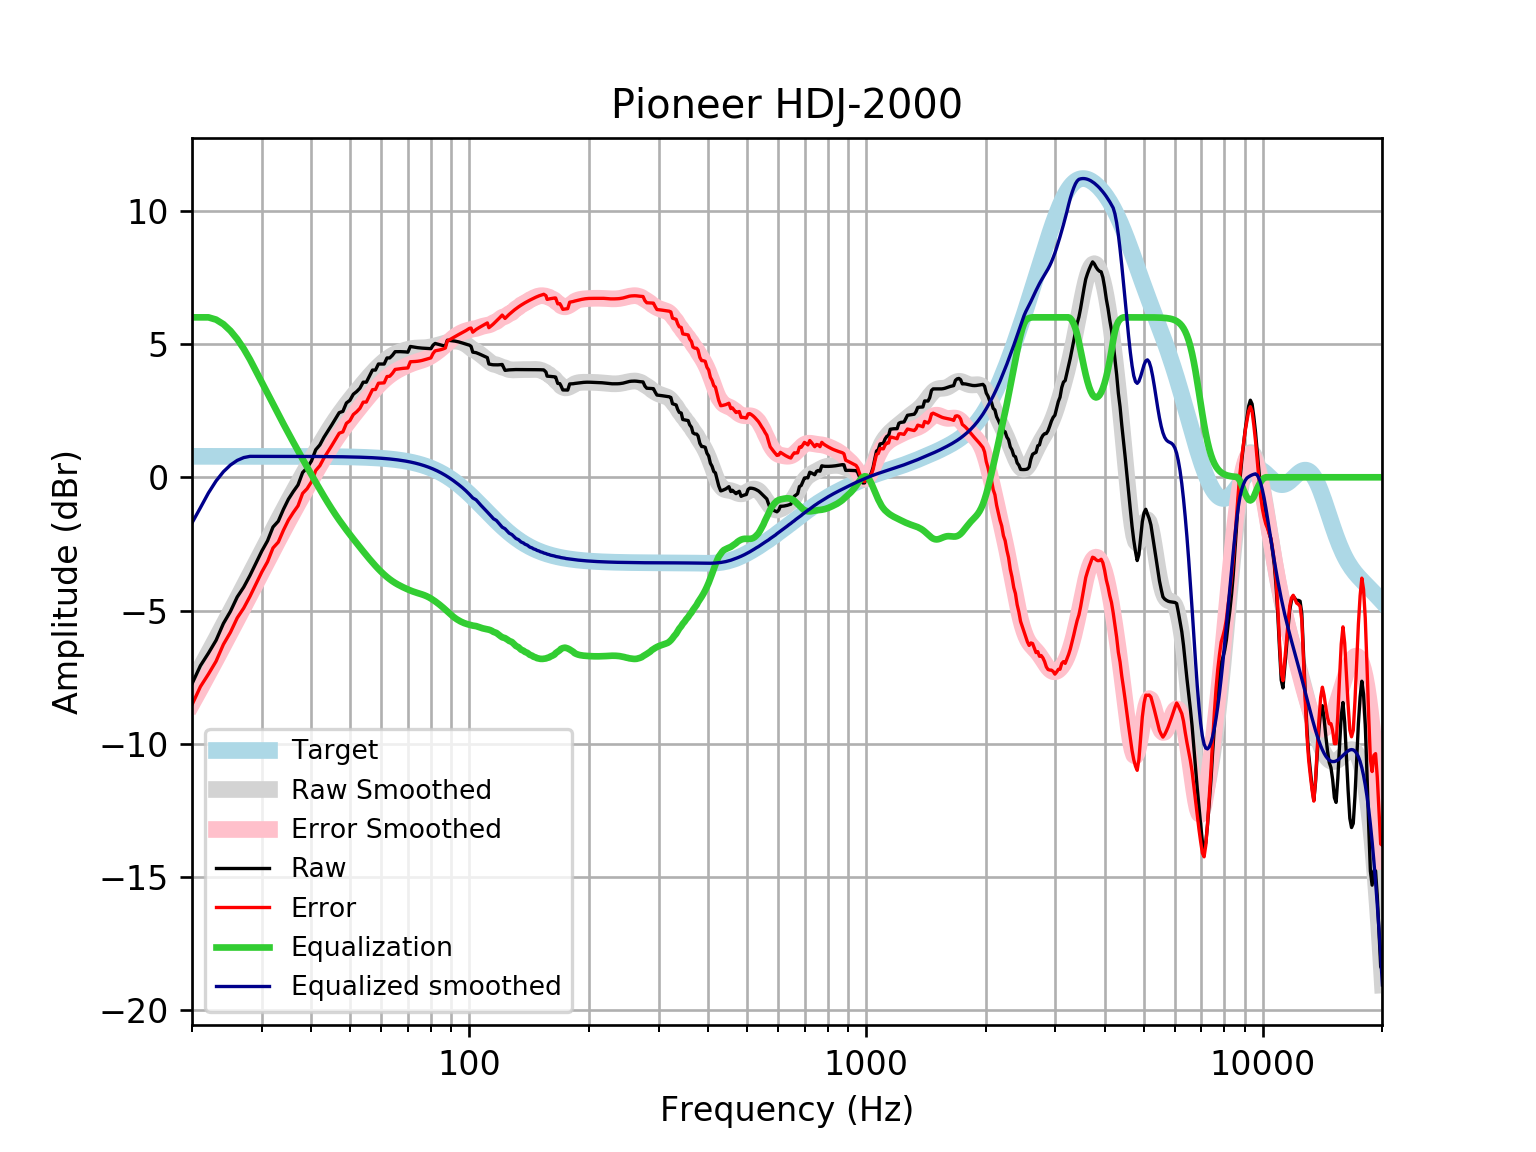 Pioneer HDJ-2000
Amplitude (dBr)
10
5
0
−5
−10
−15
−20
Target
Raw Smoothed
Error Smoothed
Raw
Error
Equalization
Equalized smoothed
100 1000 10000
Frequency (Hz)